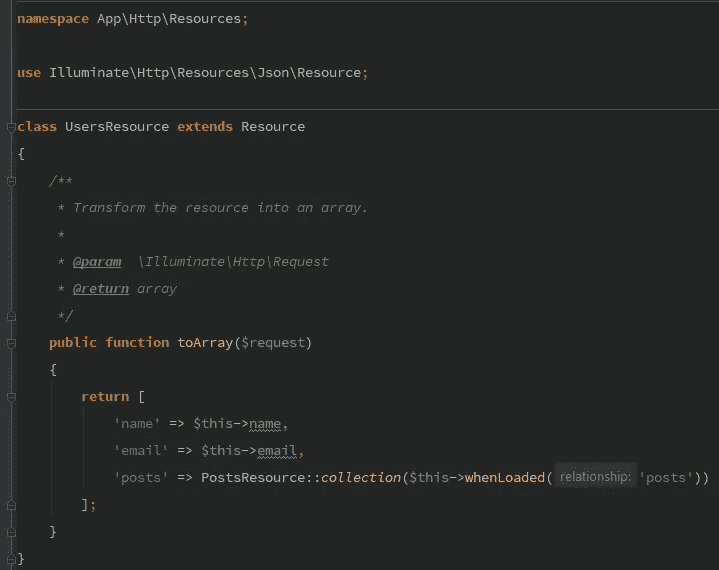 namespace App\Http\Resources;
use Illuminate\Http\Resources\Json\Resource;
class UsersResource extends Resource
{
/**
* Transform the resource into an array.
*
* @param  \Illuminate\Http\Request
* @return array
*/
public function toArray($request)
{
return [
'name' => $this->name,
'email' => $this->email,
'posts' => PostsResource::collection($this->whenLoaded( relationship: 'posts'))
];
}
}